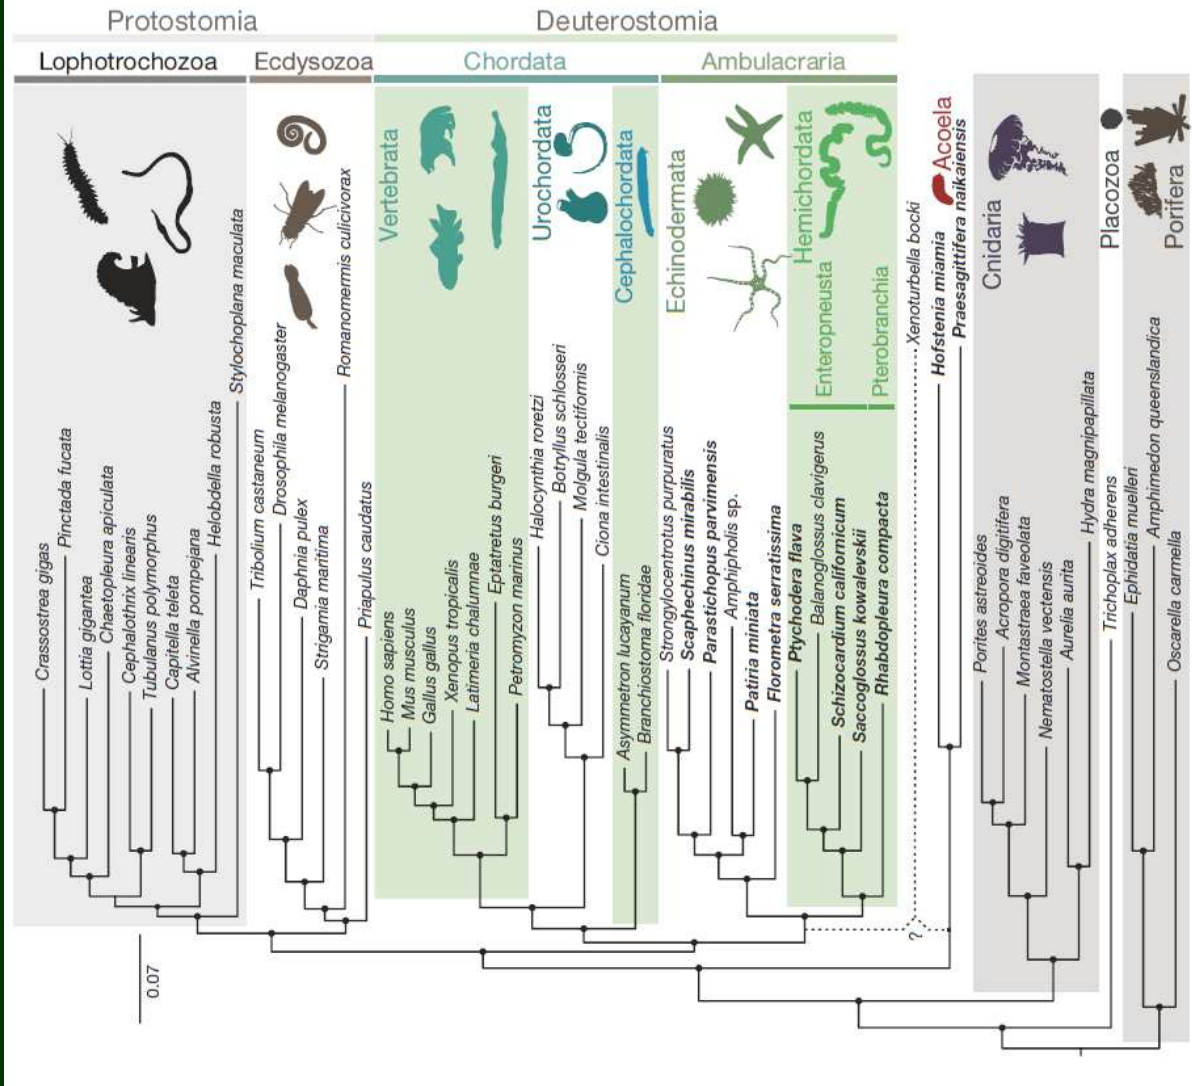 Protostomia
Deuterostomia
Lophotrochozoa
Ecdysozoa
Chordata
Ambulacraria
Vertebrata
Urochordata
Cephalochordata
Echinodermata
Hemichordata
Enteropneusta
Pterobranchia
Acoela
Cnidaria
Placozoa
Porifera
Crassostrea gigas
Pinctada fucata
Lottia gigantea
Chaetopleura apiculata
Cephalothrix linearis
Tubulanus polymorphus
Capitella teleta
Alvinella pompejana
Helobdella robusta
Stylochoplana maculata
Tribolium castaneum
Drosophila melanogaster
Daphnia pulex
Strigamia maritima
Romanomermis culicivorax
Priapulus caudatus
Homo sapiens
Mus musculus
Gallus gallus
Xenopus tropicalis
Latimeria chalumnae
Eptatretus burgeri
Petromyzon marinus
Halocynthia roretzi
Botryllus schlosseri
Molgula tectiformis
Ciona intestinalis
Asymmetron lucayanum
Branchiostoma floridae
Strongylocentrotus purpuratus
Scaphechinus mirabilis
Parastichopus parvimensis
Amphipholis sp.
Patiria miniata
Florometra serratissima
Ptychodera flava
Balanoglossus clavigerus
Schizocardium californicum
Saccoglossus kowalevskii
Rhabdopleura compacta
Xenoturbella bocki
Hofstenia miamia
Praesagittifera naikaiensis
Porites astreoides
Acropora digitifera
Montastraea faveolata
Nematostella vectensis
Aurelia aurita
Hydra magnipapillata
Trichoplax adherens
Ephidatia muelleri
Amphimedon queenslandica
Oscarella carmella
?
0.07